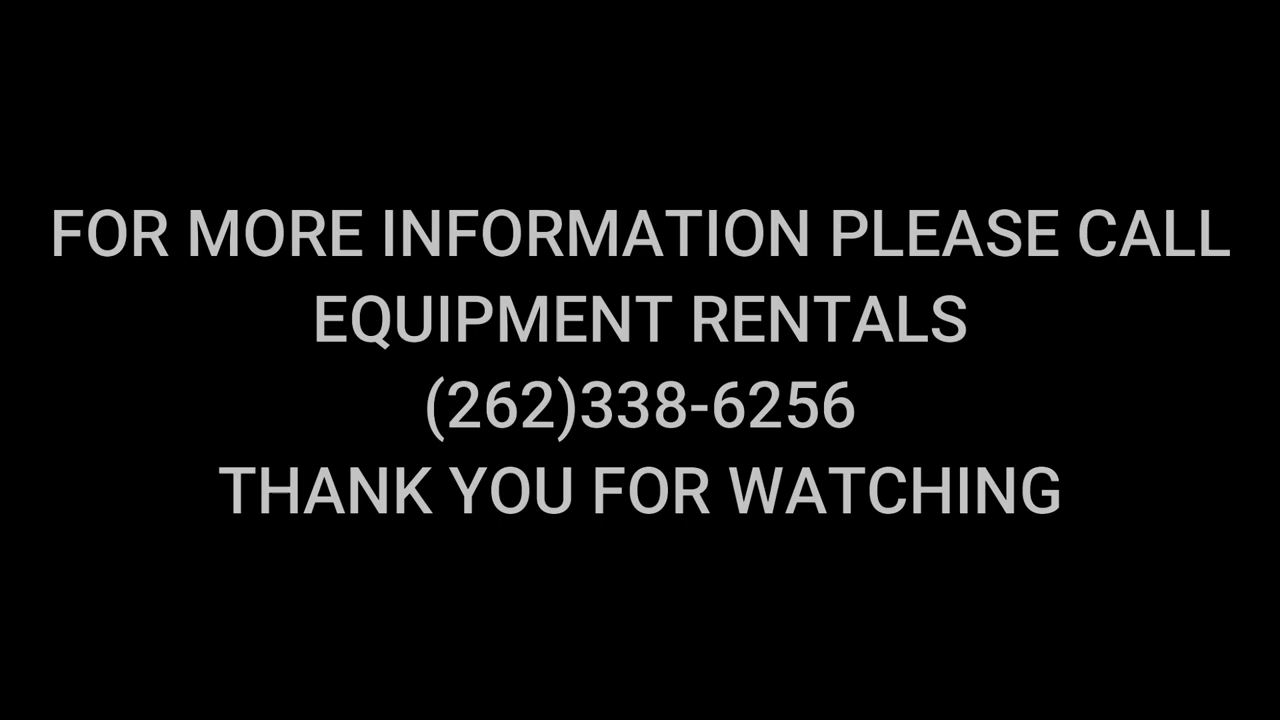 FOR MORE INFORMATION PLEASE CALL
EQUIPMENT RENTALS
(262)338-6256
THANK YOU FOR WATCHING